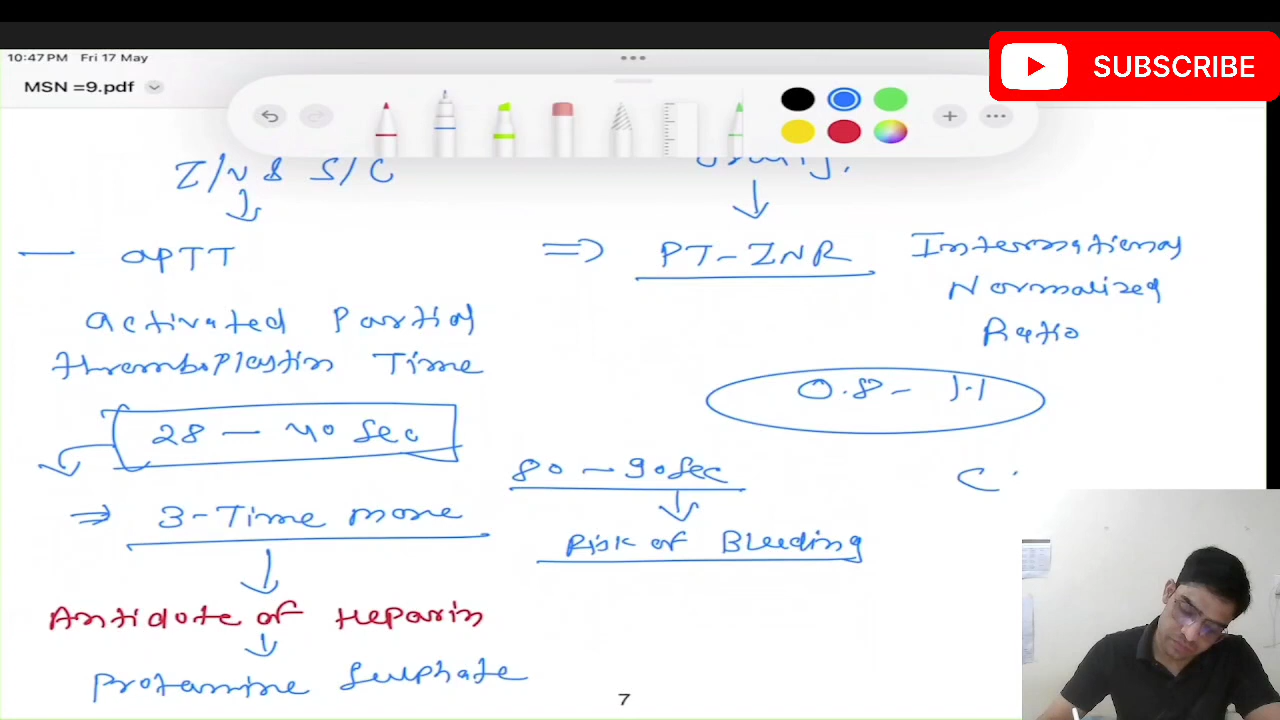 10:47 PM Fri 17 May
SUBSCRIBE
MSN =9.pdf
I/V & S/C
aPTT
PT-INR
International
Normalized
Ratio
Activated Partial
thromboplastin Time
0.8 - 1.1
28 - 40 Sec
80 - 90 Sec
3-Time more
Risk of Bleeding
Antidote of Heparin
Protamine Sulphate
7